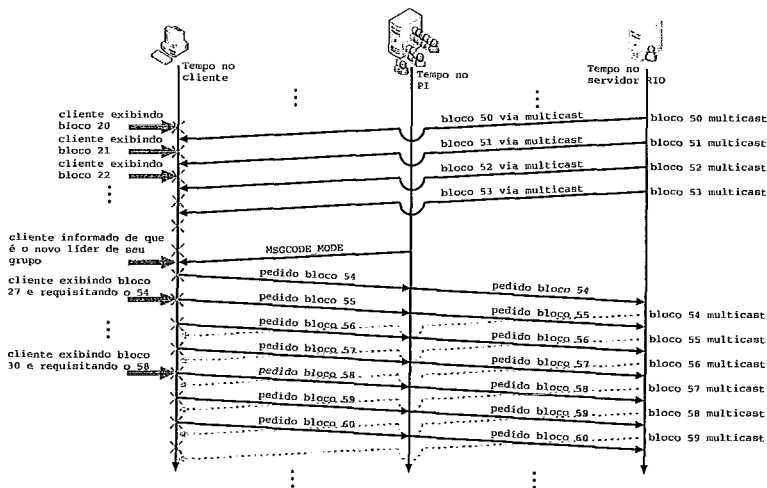 Tempo no
cliente
Tempo no
PI
Tempo no
servidor RIO
cliente exibindo
bloco 20
bloco 50 via multicast
bloco 50 multicast
cliente exibindo
bloco 21
bloco 51 via multicast
bloco 51 multicast
cliente exibindo
bloco 22
bloco 52 via multicast
bloco 52 multicast
bloco 53 via multicast
bloco 53 multicast
cliente informado de que
é o novo líder de seu
grupo
MSGCODE_MODE
pedido bloco 54
pedido bloco 54
cliente exibindo bloco
27 e requisitando o 54
pedido bloco 55
pedido bloco 55
bloco 54 multicast
pedido bloco 56
pedido bloco 56
bloco 55 multicast
pedido bloco 57
pedido bloco 57
bloco 56 multicast
cliente exibindo bloco
30 e requisitando o 58
pedido bloco 58
pedido bloco 58
bloco 57 multicast
pedido bloco 59
pedido bloco 59
bloco 58 multicast
pedido bloco 60
pedido bloco 60
bloco 59 multicast